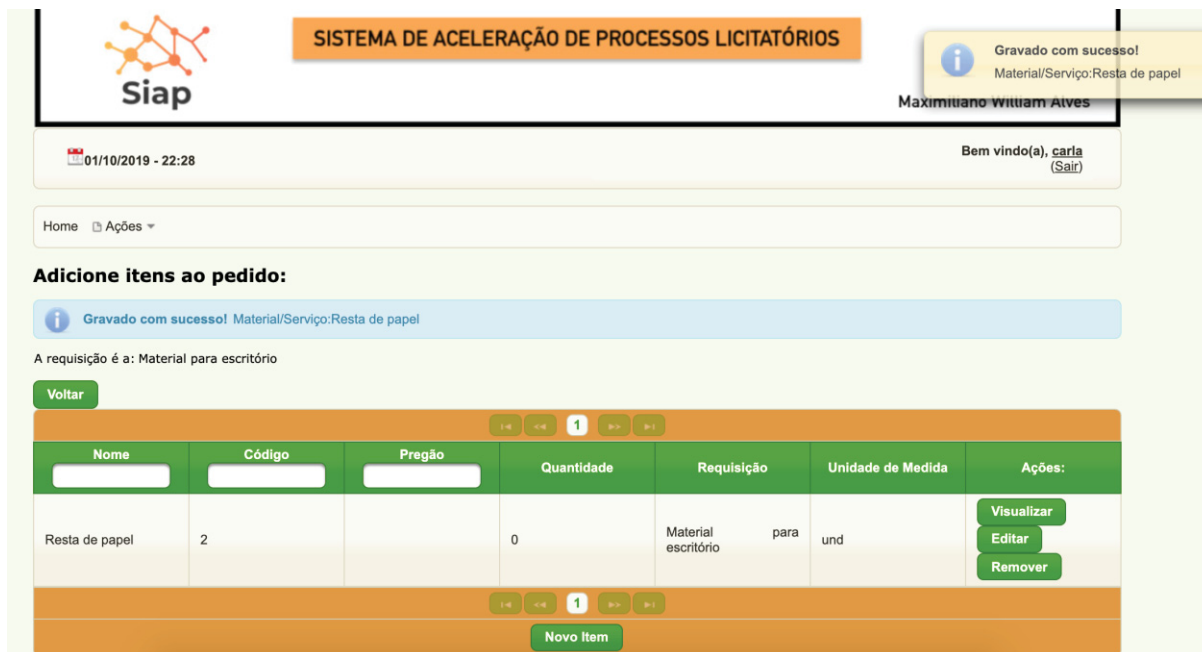 SISTEMA DE ACELERAÇÃO DE PROCESSOS LICITATÓRIOS
Siap
Gravado com sucesso!
Material/Serviço:Resta de papel
Maximiliano William Alves
01/10/2019 - 22:28
Bem vindo(a), carla
(Sair)
Home Ações
Adicione itens ao pedido:
Gravado com sucesso! Material/Serviço:Resta de papel
A requisição é a: Material para escritório
Voltar
1
Nome Código Pregão Quantidade Requisição Unidade de Medida Ações:
Resta de papel 2 0 Material para escritório und
Visualizar
Editar
Remover
1
Novo Item